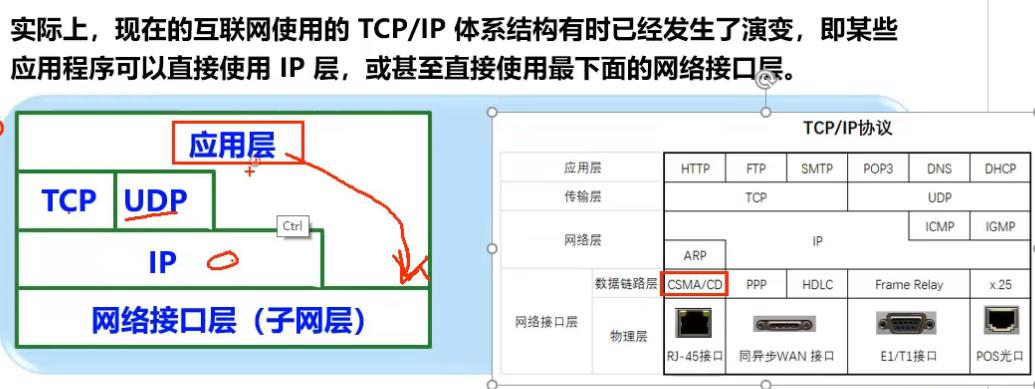 实际上，现在的互联网使用的 TCP/IP 体系结构有时已经发生了演变，即某些
应用程序可以直接使用 IP 层，或甚至直接使用最下面的网络接口层。
应用层
TCP UDP
Ctrl
IP
网络接口层（子网层）
TCP/IP协议
应用层 HTTP FTP SMTP POP3 DNS DHCP
传输层 TCP UDP
网络层 IP ICMP IGMP
ARP
网络接口层
数据链路层 CSMA/CD PPP HDLC Frame Relay x.25
物理层
RJ-45接口 同异步WAN 接口 E1/T1接口 POS光口